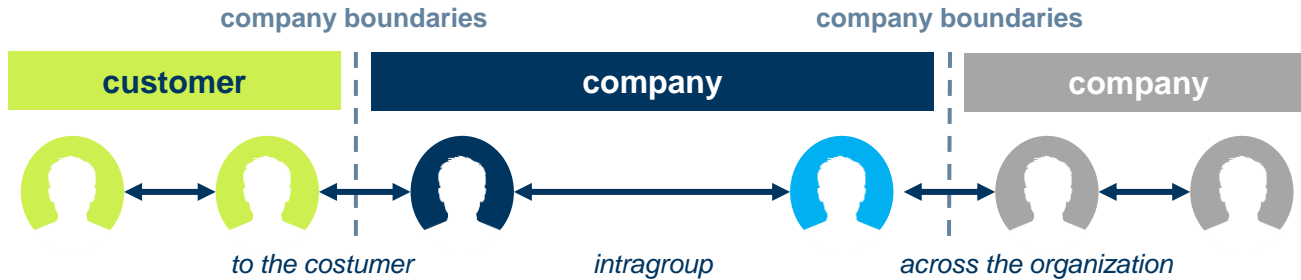 company boundaries
company boundaries
customer
company
company
to the costumer
intragroup
across the organization